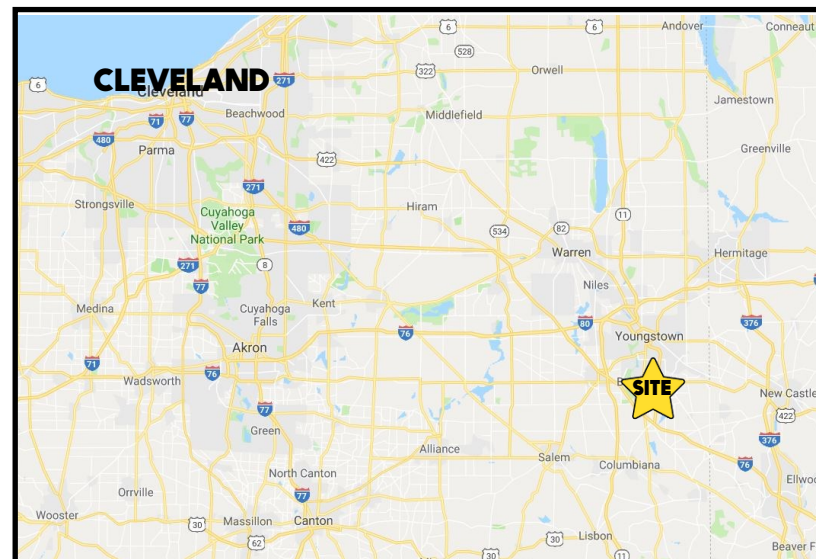 6
6
Andover
Conneaut
528
322
Orwell
CLEVELAND
Cleveland
271
6
Jamestown
Beachwood
Middlefield
71
77
480
Parma
Greenville
422
271
Strongsville
Hiram
Cuyahoga
Valley
National Park
11
480
534
82
Warren
Hermitage
271
8
77
Niles
Medina
Cuyahoga
Falls
Kent
80
376
76
Youngstown
Akron
71
76
Wadsworth
SITE
New Castle
77
422
Green
376
Alliance
Salem
Columbiana
76
North Canton
Orrville
77
Wooster
30
Massillon
Canton
62
30
30
Lisbon
11